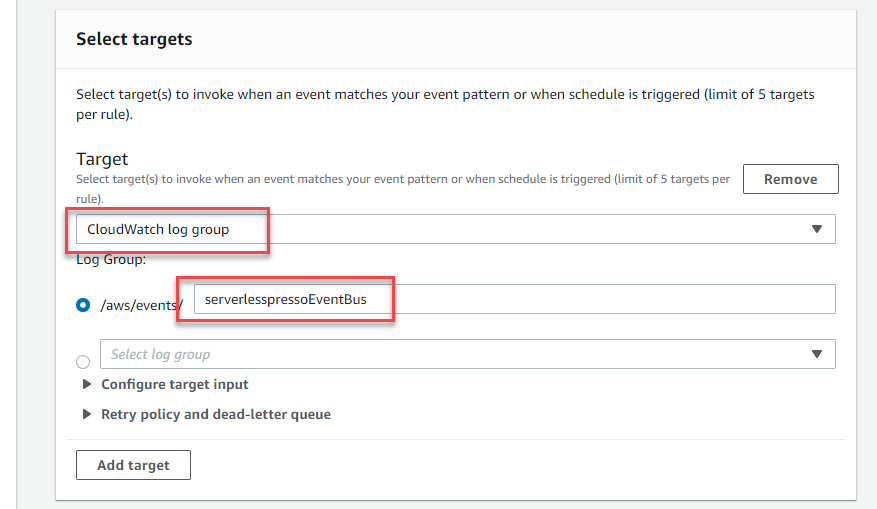 Select targets
Select target(s) to invoke when an event matches your event pattern or when schedule is triggered (limit of 5 targets
per rule).
Target
Select target(s) to invoke when an event matches your event pattern or when schedule is triggered (limit of 5 targets per
rule).
Remove
CloudWatch log group
Log Group:
/aws/events/ serverlesspressoEventBus
Select log group
Configure target input
Retry policy and dead-letter queue
Add target